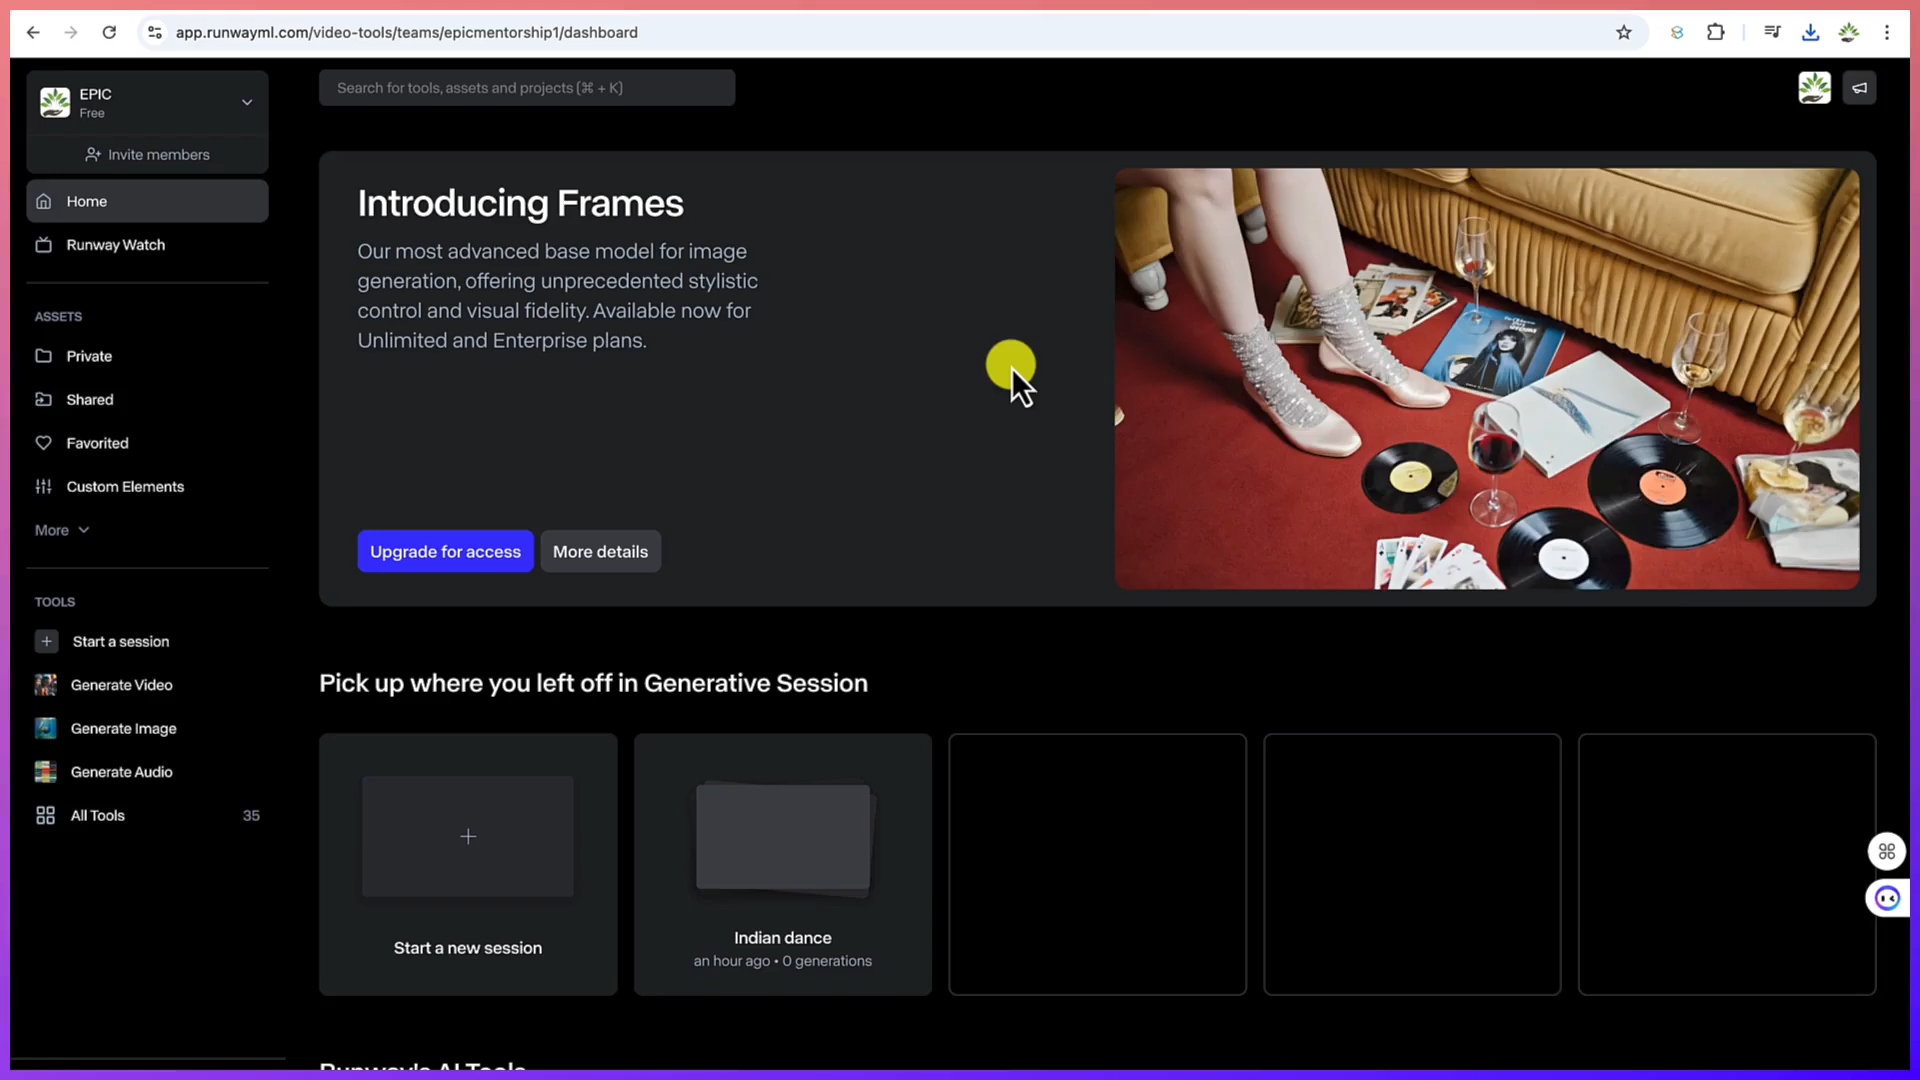 app.runwayml.com/video-tools/teams/epicmentorship1/dashboard
EPIC
Free
Invite members
Home
Runway Watch
ASSETS
Private
Shared
Favorited
Custom Elements
More
TOOLS
Start a session
Generate Video
Generate Image
Generate Audio
All Tools 35
Search for tools, assets and projects (⌘ + K)
Introducing Frames
Our most advanced base model for image
generation, offering unprecedented stylistic
control and visual fidelity. Available now for
Unlimited and Enterprise plans.
Upgrade for access
More details
Pick up where you left off in Generative Session
Start a new session
Indian dance
an hour ago • 0 generations
Runway's AI Tools